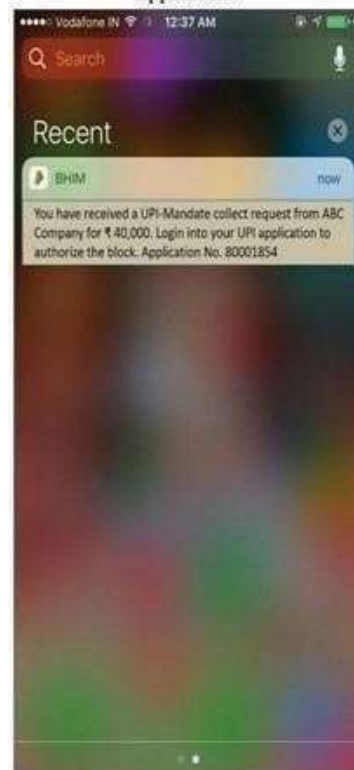 Vodafone IN 12:37 AM
Search
Recent
BHIM now
You have received a UPI-Mandate collect request from ABC
Company for ₹ 40,000. Login into your UPI application to
authorize the block. Application No. 80001854